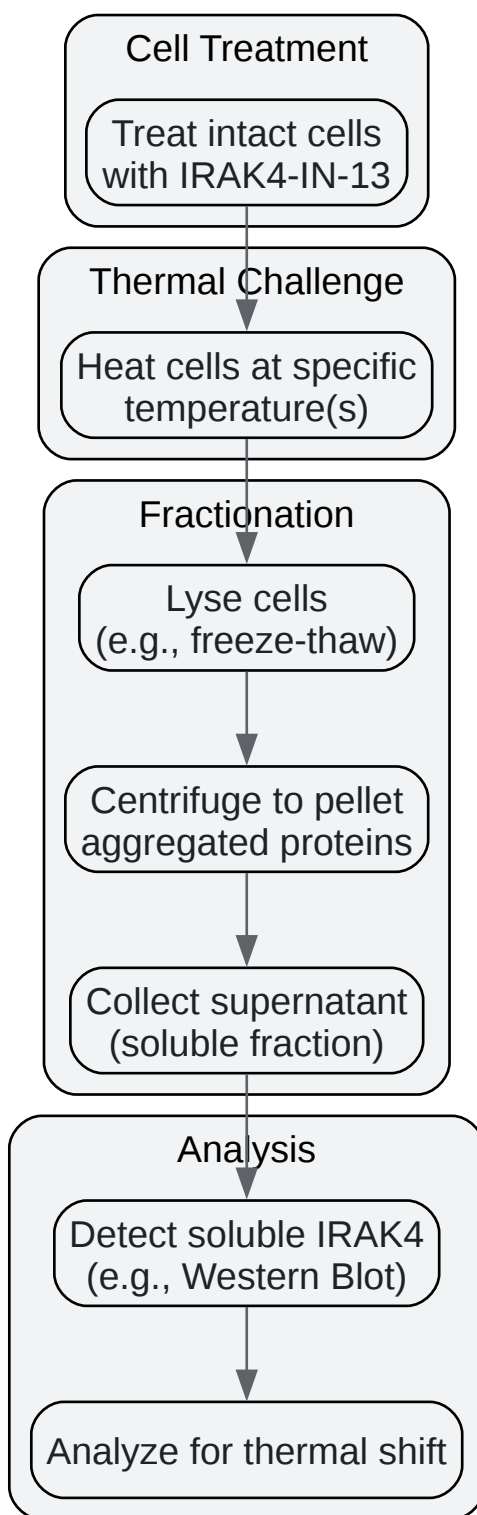 Cell Treatment
Treat intact cells
with IRAK4-IN-13
Thermal Challenge
Heat cells at specific
temperature(s)
Fractionation
Lyse cells
(e.g., freeze-thaw)
Centrifuge to pellet
aggregated proteins
Collect supernatant
(soluble fraction)
Analysis
Detect soluble IRAK4
(e.g., Western Blot)
Analyze for thermal shift